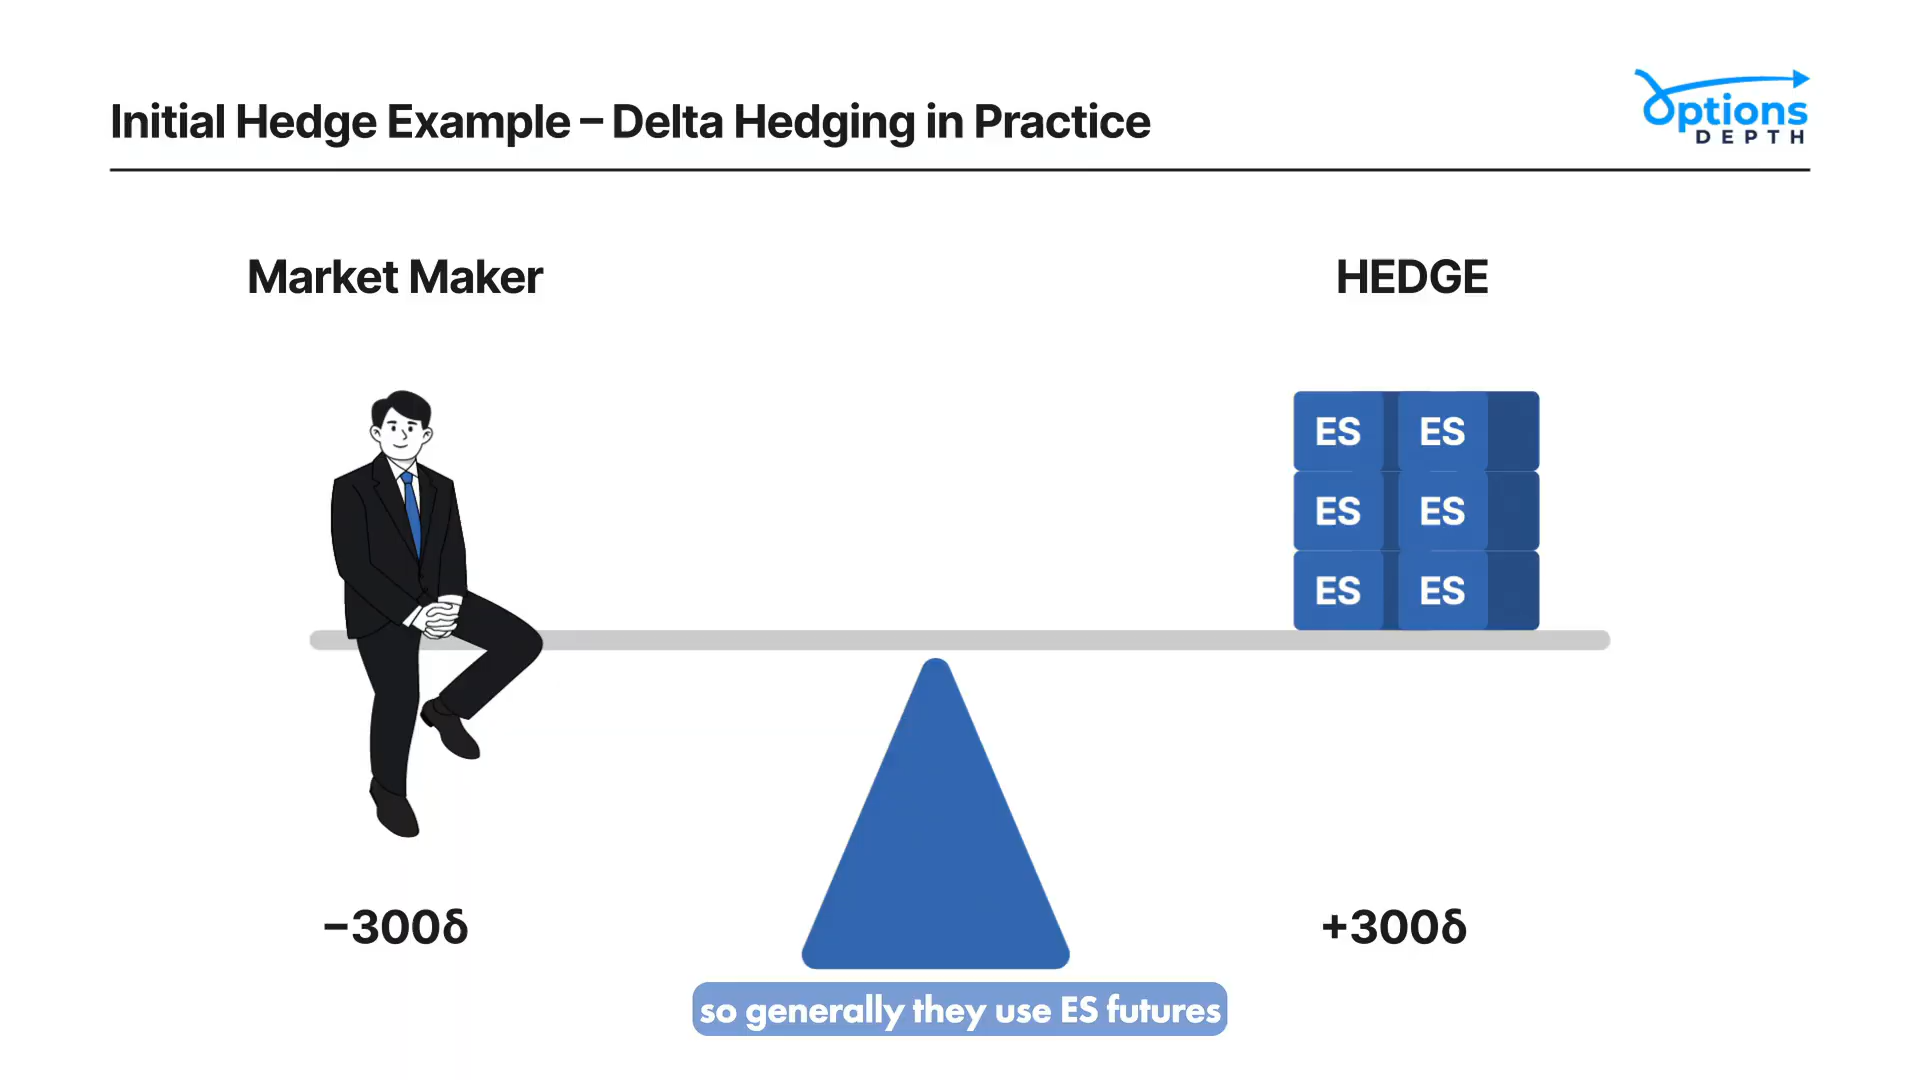 Initial Hedge Example – Delta Hedging in Practice
Options
DEPTH
Market Maker
HEDGE
ES ES
ES ES
ES ES
−300δ
+300δ
so generally they use ES futures